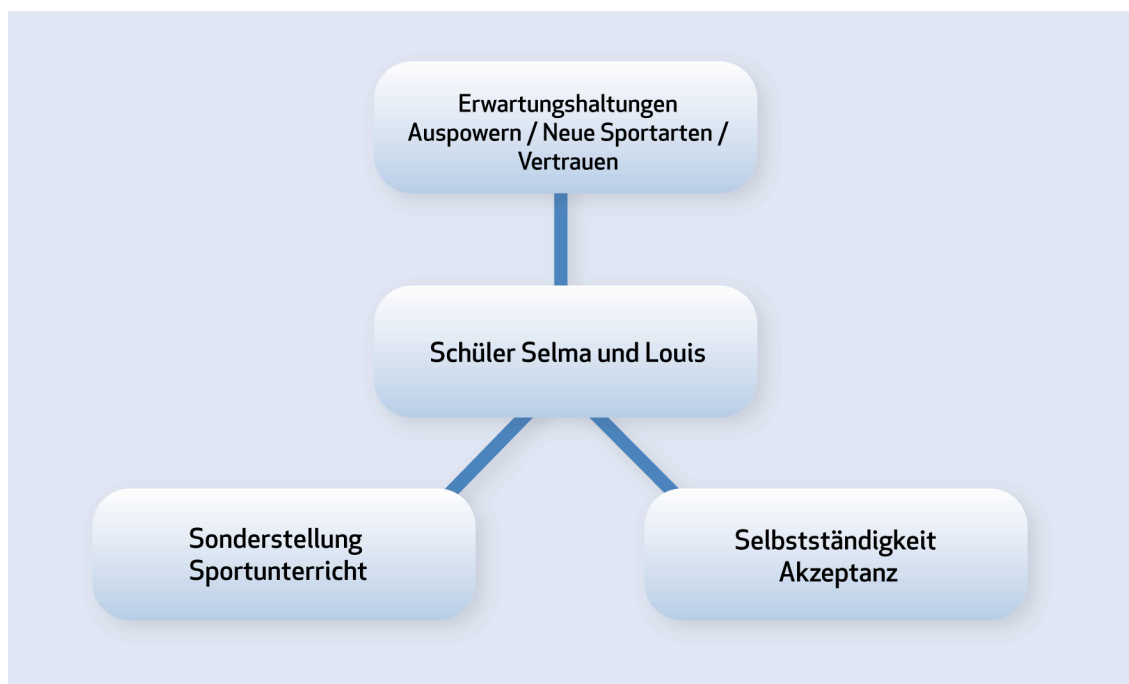 Erwartungshaltungen
Auspowern / Neue Sportarten /
Vertrauen
Schüler Selma und Louis
Sonderstellung
Sportunterricht
Selbstständigkeit
Akzeptanz